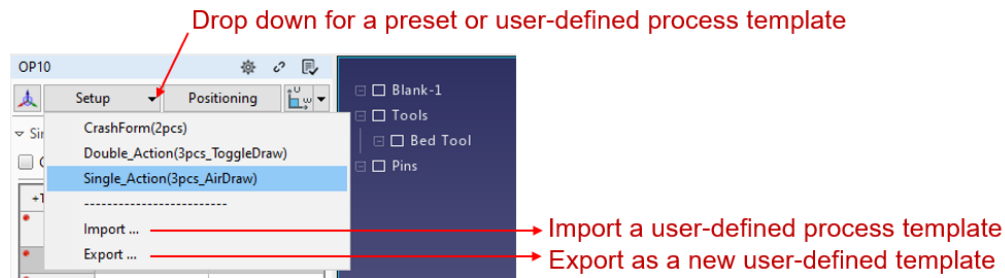 Drop down for a preset or user-defined process template
OP10
Setup
Positioning
U
W
Blank-1
Tools
Bed Tool
Pins
CrashForm(2pcs)
Double_Action(3pcs_ToggleDraw)
Single_Action(3pcs_AirDraw)
-------------------------
Import ...
Import a user-defined process template
Export ...
Export as a new user-defined template